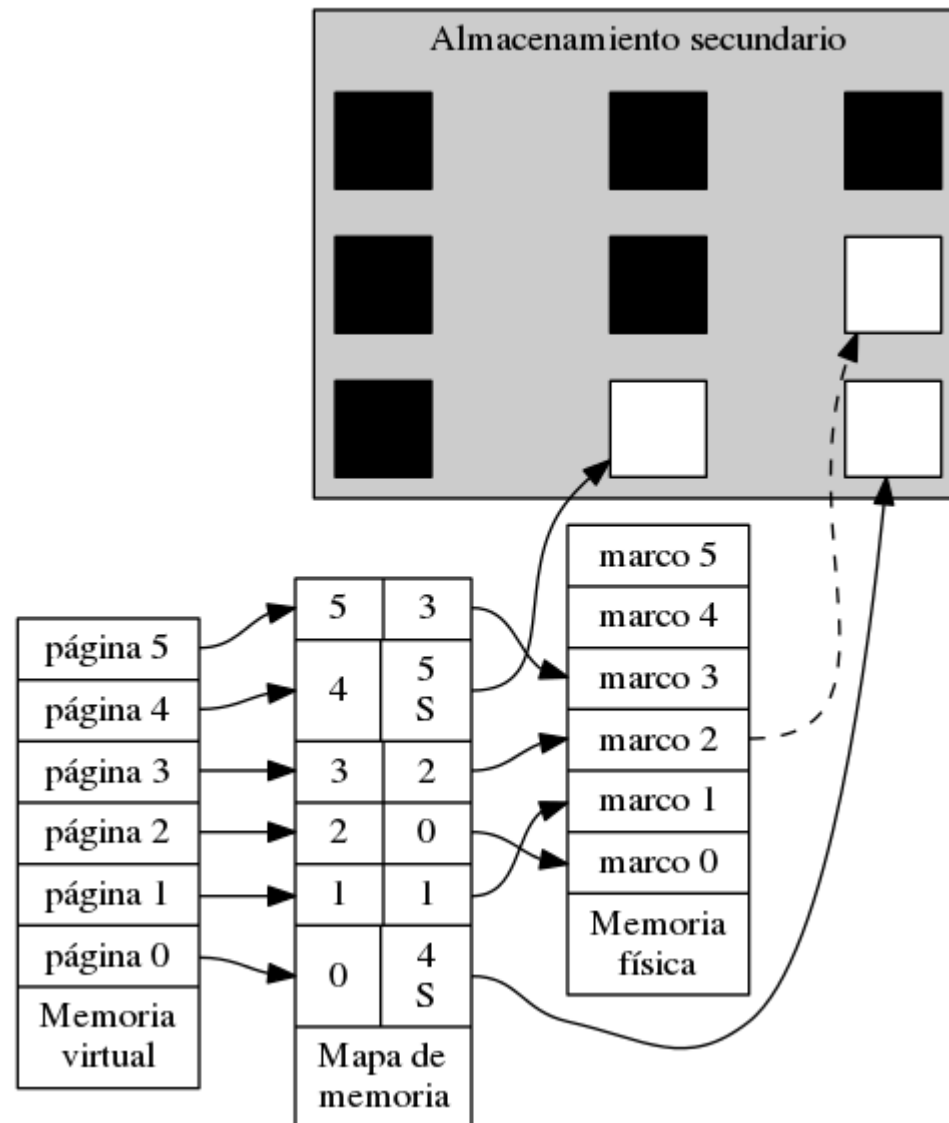 Almacenamiento secundario
página 5
página 4
página 3
página 2
página 1
página 0
Memoria
virtual
5 3
4 5
S
3 2
2 0
1 1
0 4
S
Mapa de
memoria
marco 5
marco 4
marco 3
marco 2
marco 1
marco 0
Memoria
física